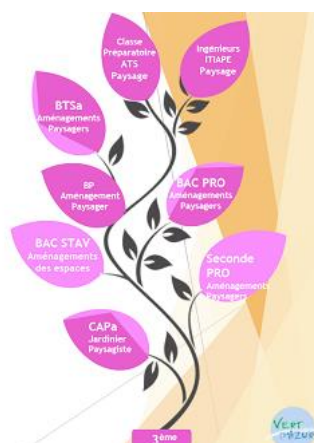 Classe
Préparatoire
ATS
Paysage
Ingénieurs
ITIAPE
Paysage
BTSa
Aménagements
Paysagers
BP
Aménagement
Paysager
BAC PRO
Aménagements
Paysagers
BAC STAV
Aménagements
des espaces
Seconde
PRO
Aménagements
Paysagers
CAPa
Jardinier
Paysagiste
3ème
VERT
D'AZUR